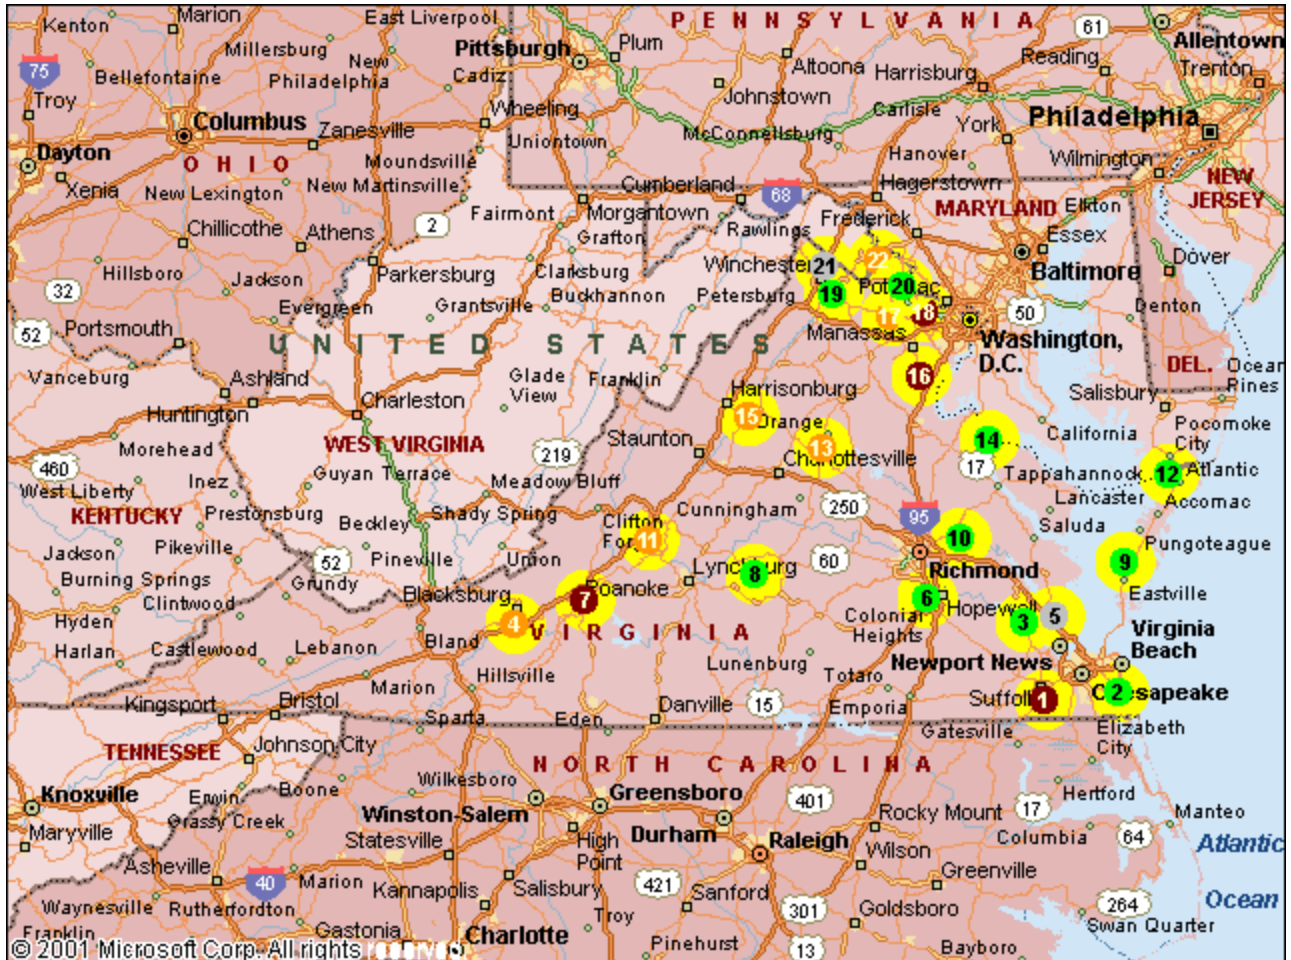 Kenton
Marion
East Liverpool
PENNSYLVANIA
61
Allentown
Millersburg
New
Philadelphia
Pittsburgh
Plum
Reading
Trenton
75
Bellefontaine
Cadiz
Altoona
Harrisburg
Johnstown
Troy
Columbus
Zanesville
Wheeling
Carlisle
York
Philadelphia
Uniontown
McConnellsburg
Dayton
OHIO
Moundsville
Hanover
Wilmington
Xenia
New Lexington
New Martinsville
Cumberland
68
Hagerstown
NEW
JERSEY
Fairmont
Morgantown
Frederick
MARYLAND
Elkton
Chillicothe
Athens
2
Grafton
Rawlings
Essex
Hillsboro
Jackson
Parkersburg
Clarksburg
Winchester
21
22
Baltimore
Dover
32
Evergreen
Grantsville
Buckhannon
Petersburg
19
Potomac
20
Denton
52
Portsmouth
17
18
50
UNITED STATES
Manassas
Washington,
D.C.
Vanceburg
Ashland
Glade
View
Franklin
16
DEL.
Ocean
Pines
Huntington
Charleston
Harrisonburg
Salisbury
15
Orange
Morehead
WEST VIRGINIA
Staunton
13
14
California
Pocomoke
City
460
219
Charlottesville
17
Tappahannock
12
Atlantic
West Liberty
Inez
Guyan Terrace
Meadow Bluff
Lancaster
Accomac
KENTUCKY
Prestonsburg
Beckley
Shady Spring
Clifton
Forge
11
Cunningham
250
95
Saluda
Jackson
Pikeville
Pineville
Union
10
Pungoteague
52
60
9
Burning Springs
Grundy
Roanoke
Lynchburg
8
Richmond
Clintwood
Blacksburg
7
6
Hopewell
Eastville
Hyden
4
VIRGINIA
Colonial
Heights
3
5
Virginia
Beach
Harlan
Castlewood
Lebanon
Bland
Lunenburg
Newport News
Marion
Hillsville
Totaro
Suffolk
1
2
Chesapeake
Kingsport
Bristol
Sparta
Eden
Danville
15
Emporia
Gatesville
Elizabeth
City
TENNESSEE
Johnson City
NORTH CAROLINA
Wilkesboro
Knoxville
Erwin
Boone
Greensboro
401
17
Hertford
Maryville
Grassy Creek
Winston-Salem
Durham
Rocky Mount
Manteo
Statesville
High
Point
Raleigh
Wilson
Columbia
64
Atlantic
Ocean
Asheville
40
Marion
Kannapolis
Salisbury
421
Sanford
Greenville
Waynesville
Rutherfordton
Troy
301
Goldsboro
264
Franklin
Gastonia
Charlotte
Pinehurst
13
Bayboro
Swan Quarter
© 2001 Microsoft Corp. All rights reserved